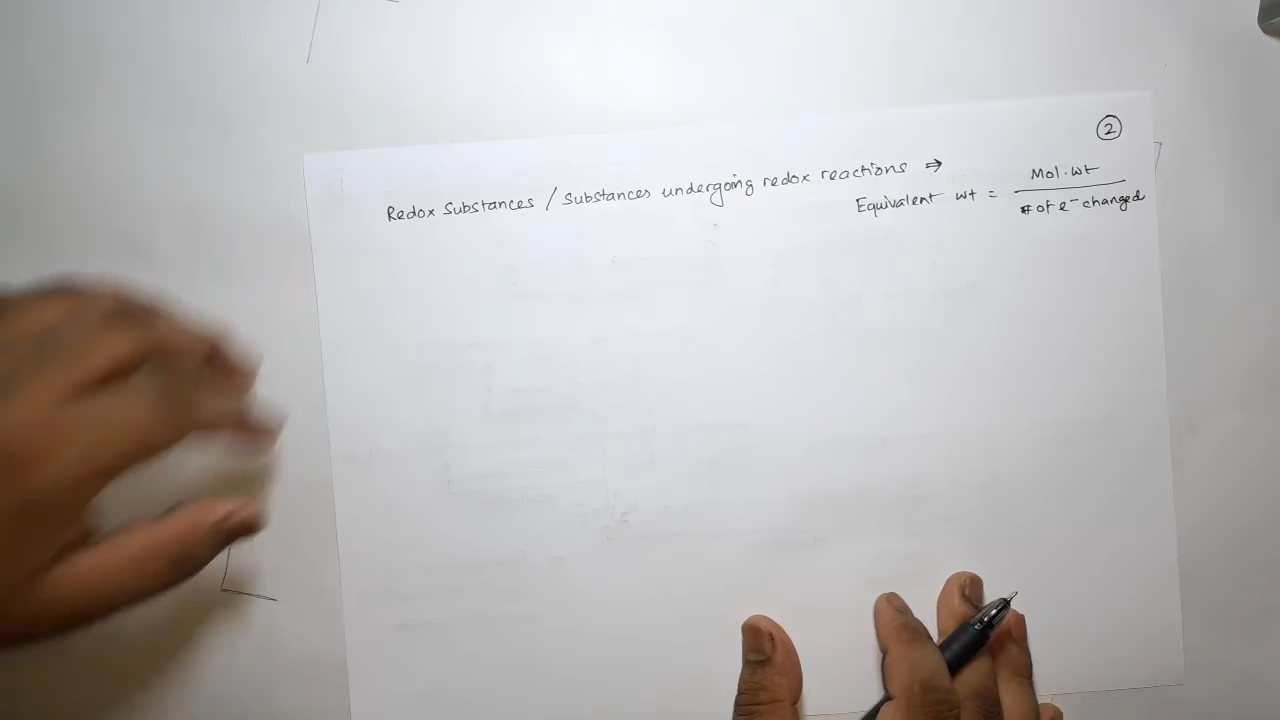 2
Redox Substances / Substances undergoing redox reactions ⇒
Equivalent wt = Mol. wt
# of e⁻ changed